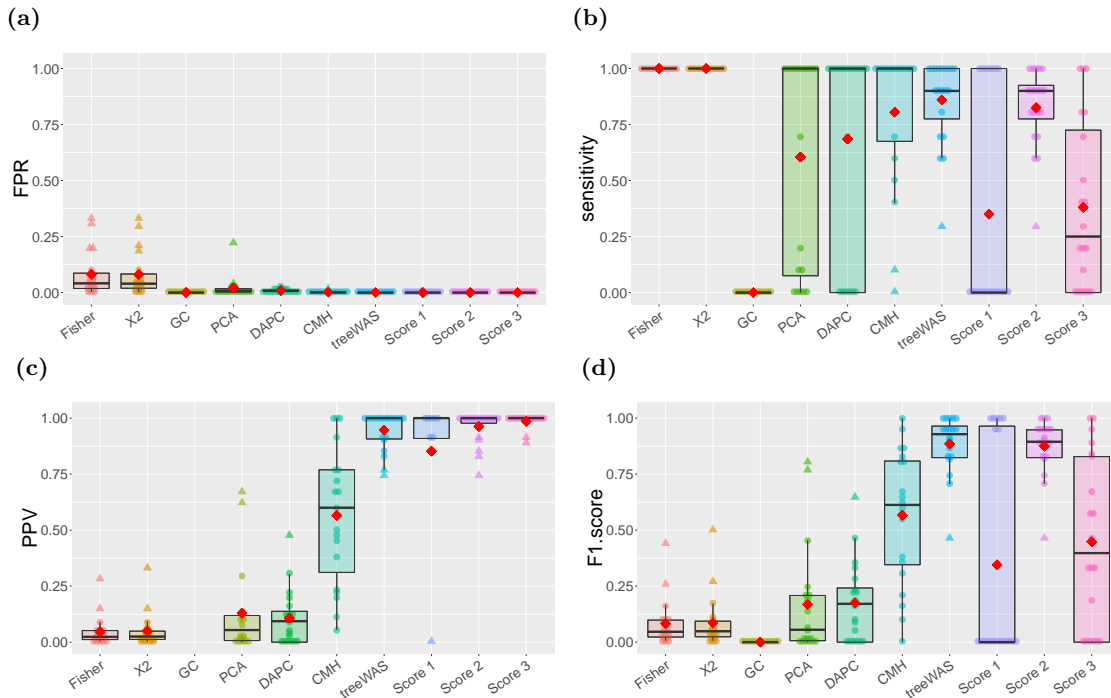 (a)
FPR
1.00
0.75
0.50
0.25
0.00
Fisher
X2
GC
PCA
DAPC
CMH
treeWAS
Score 1
Score 2
Score 3
(b)
sensitivity
1.00
0.75
0.50
0.25
0.00
Fisher
X2
GC
PCA
DAPC
CMH
treeWAS
Score 1
Score 2
Score 3
(c)
PPV
1.00
0.75
0.50
0.25
0.00
Fisher
X2
GC
PCA
DAPC
CMH
treeWAS
Score 1
Score 2
Score 3
(d)
F1.score
1.00
0.75
0.50
0.25
0.00
Fisher
X2
GC
PCA
DAPC
CMH
treeWAS
Score 1
Score 2
Score 3